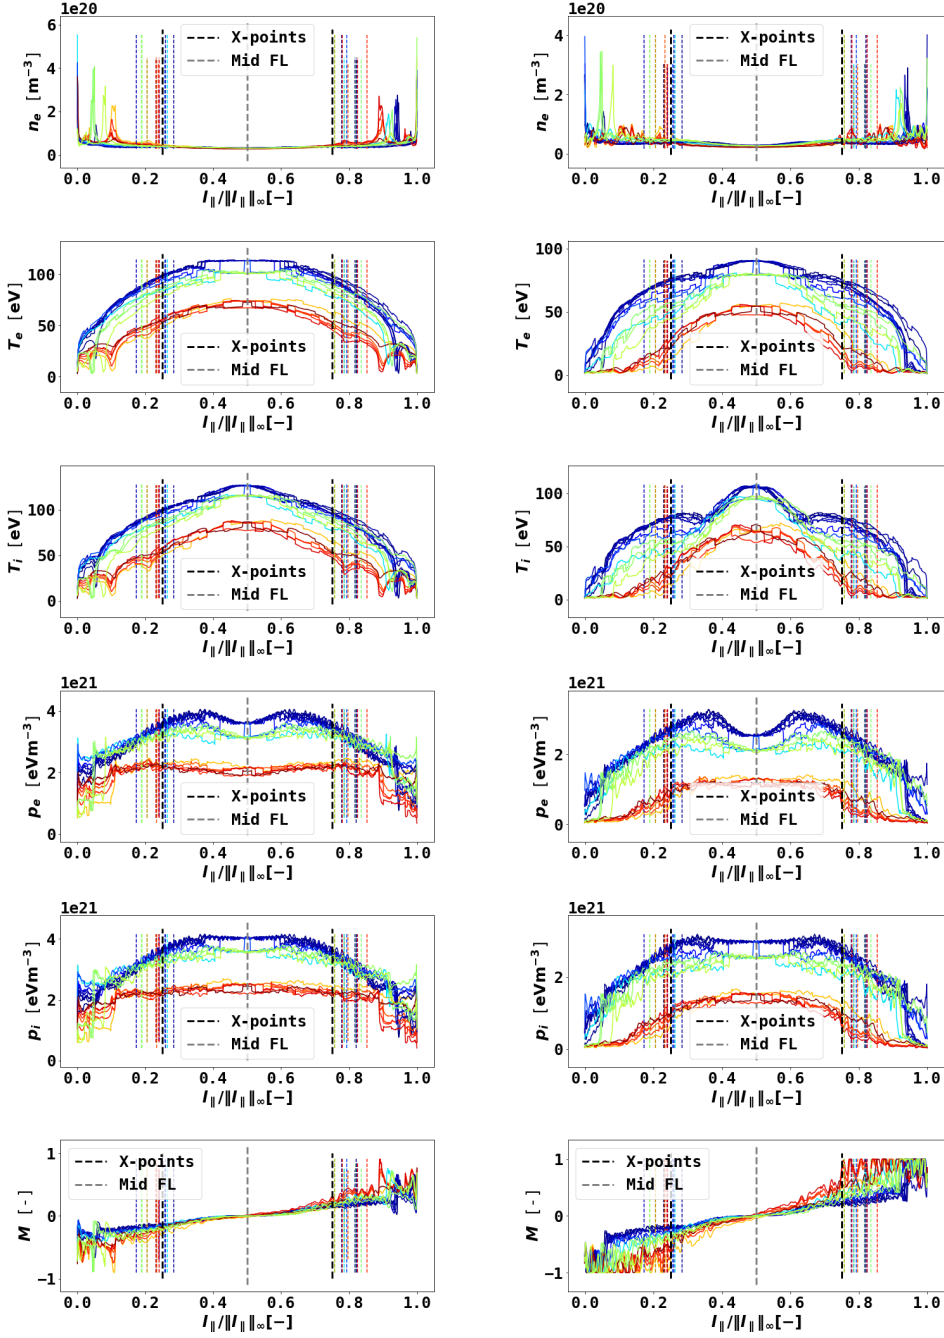 1e20
6
4
2
0
n_e [m⁻³]
X-points
Mid FL
0.0 0.2 0.4 0.6 0.8 1.0
l_∥/‖l_∥‖_∞[−]
1e20
4
2
0
n_e [m⁻³]
X-points
Mid FL
0.0 0.2 0.4 0.6 0.8 1.0
l_∥/‖l_∥‖_∞[−]
100
50
0
T_e [eV]
X-points
Mid FL
0.0 0.2 0.4 0.6 0.8 1.0
l_∥/‖l_∥‖_∞[−]
100
50
0
T_e [eV]
X-points
Mid FL
0.0 0.2 0.4 0.6 0.8 1.0
l_∥/‖l_∥‖_∞[−]
100
50
0
T_i [eV]
X-points
Mid FL
0.0 0.2 0.4 0.6 0.8 1.0
l_∥/‖l_∥‖_∞[−]
100
50
0
T_i [eV]
X-points
Mid FL
0.0 0.2 0.4 0.6 0.8 1.0
l_∥/‖l_∥‖_∞[−]
1e21
4
2
0
p_e [eVm⁻³]
X-points
Mid FL
0.0 0.2 0.4 0.6 0.8 1.0
l_∥/‖l_∥‖_∞[−]
1e21
2
0
p_e [eVm⁻³]
X-points
Mid FL
0.0 0.2 0.4 0.6 0.8 1.0
l_∥/‖l_∥‖_∞[−]
1e21
4
2
0
p_i [eVm⁻³]
X-points
Mid FL
0.0 0.2 0.4 0.6 0.8 1.0
l_∥/‖l_∥‖_∞[−]
1e21
2
0
p_i [eVm⁻³]
X-points
Mid FL
0.0 0.2 0.4 0.6 0.8 1.0
l_∥/‖l_∥‖_∞[−]
1
0
−1
M [-]
X-points
Mid FL
0.0 0.2 0.4 0.6 0.8 1.0
l_∥/‖l_∥‖_∞[−]
1
0
−1
M [-]
X-points
Mid FL
0.0 0.2 0.4 0.6 0.8 1.0
l_∥/‖l_∥‖_∞[−]